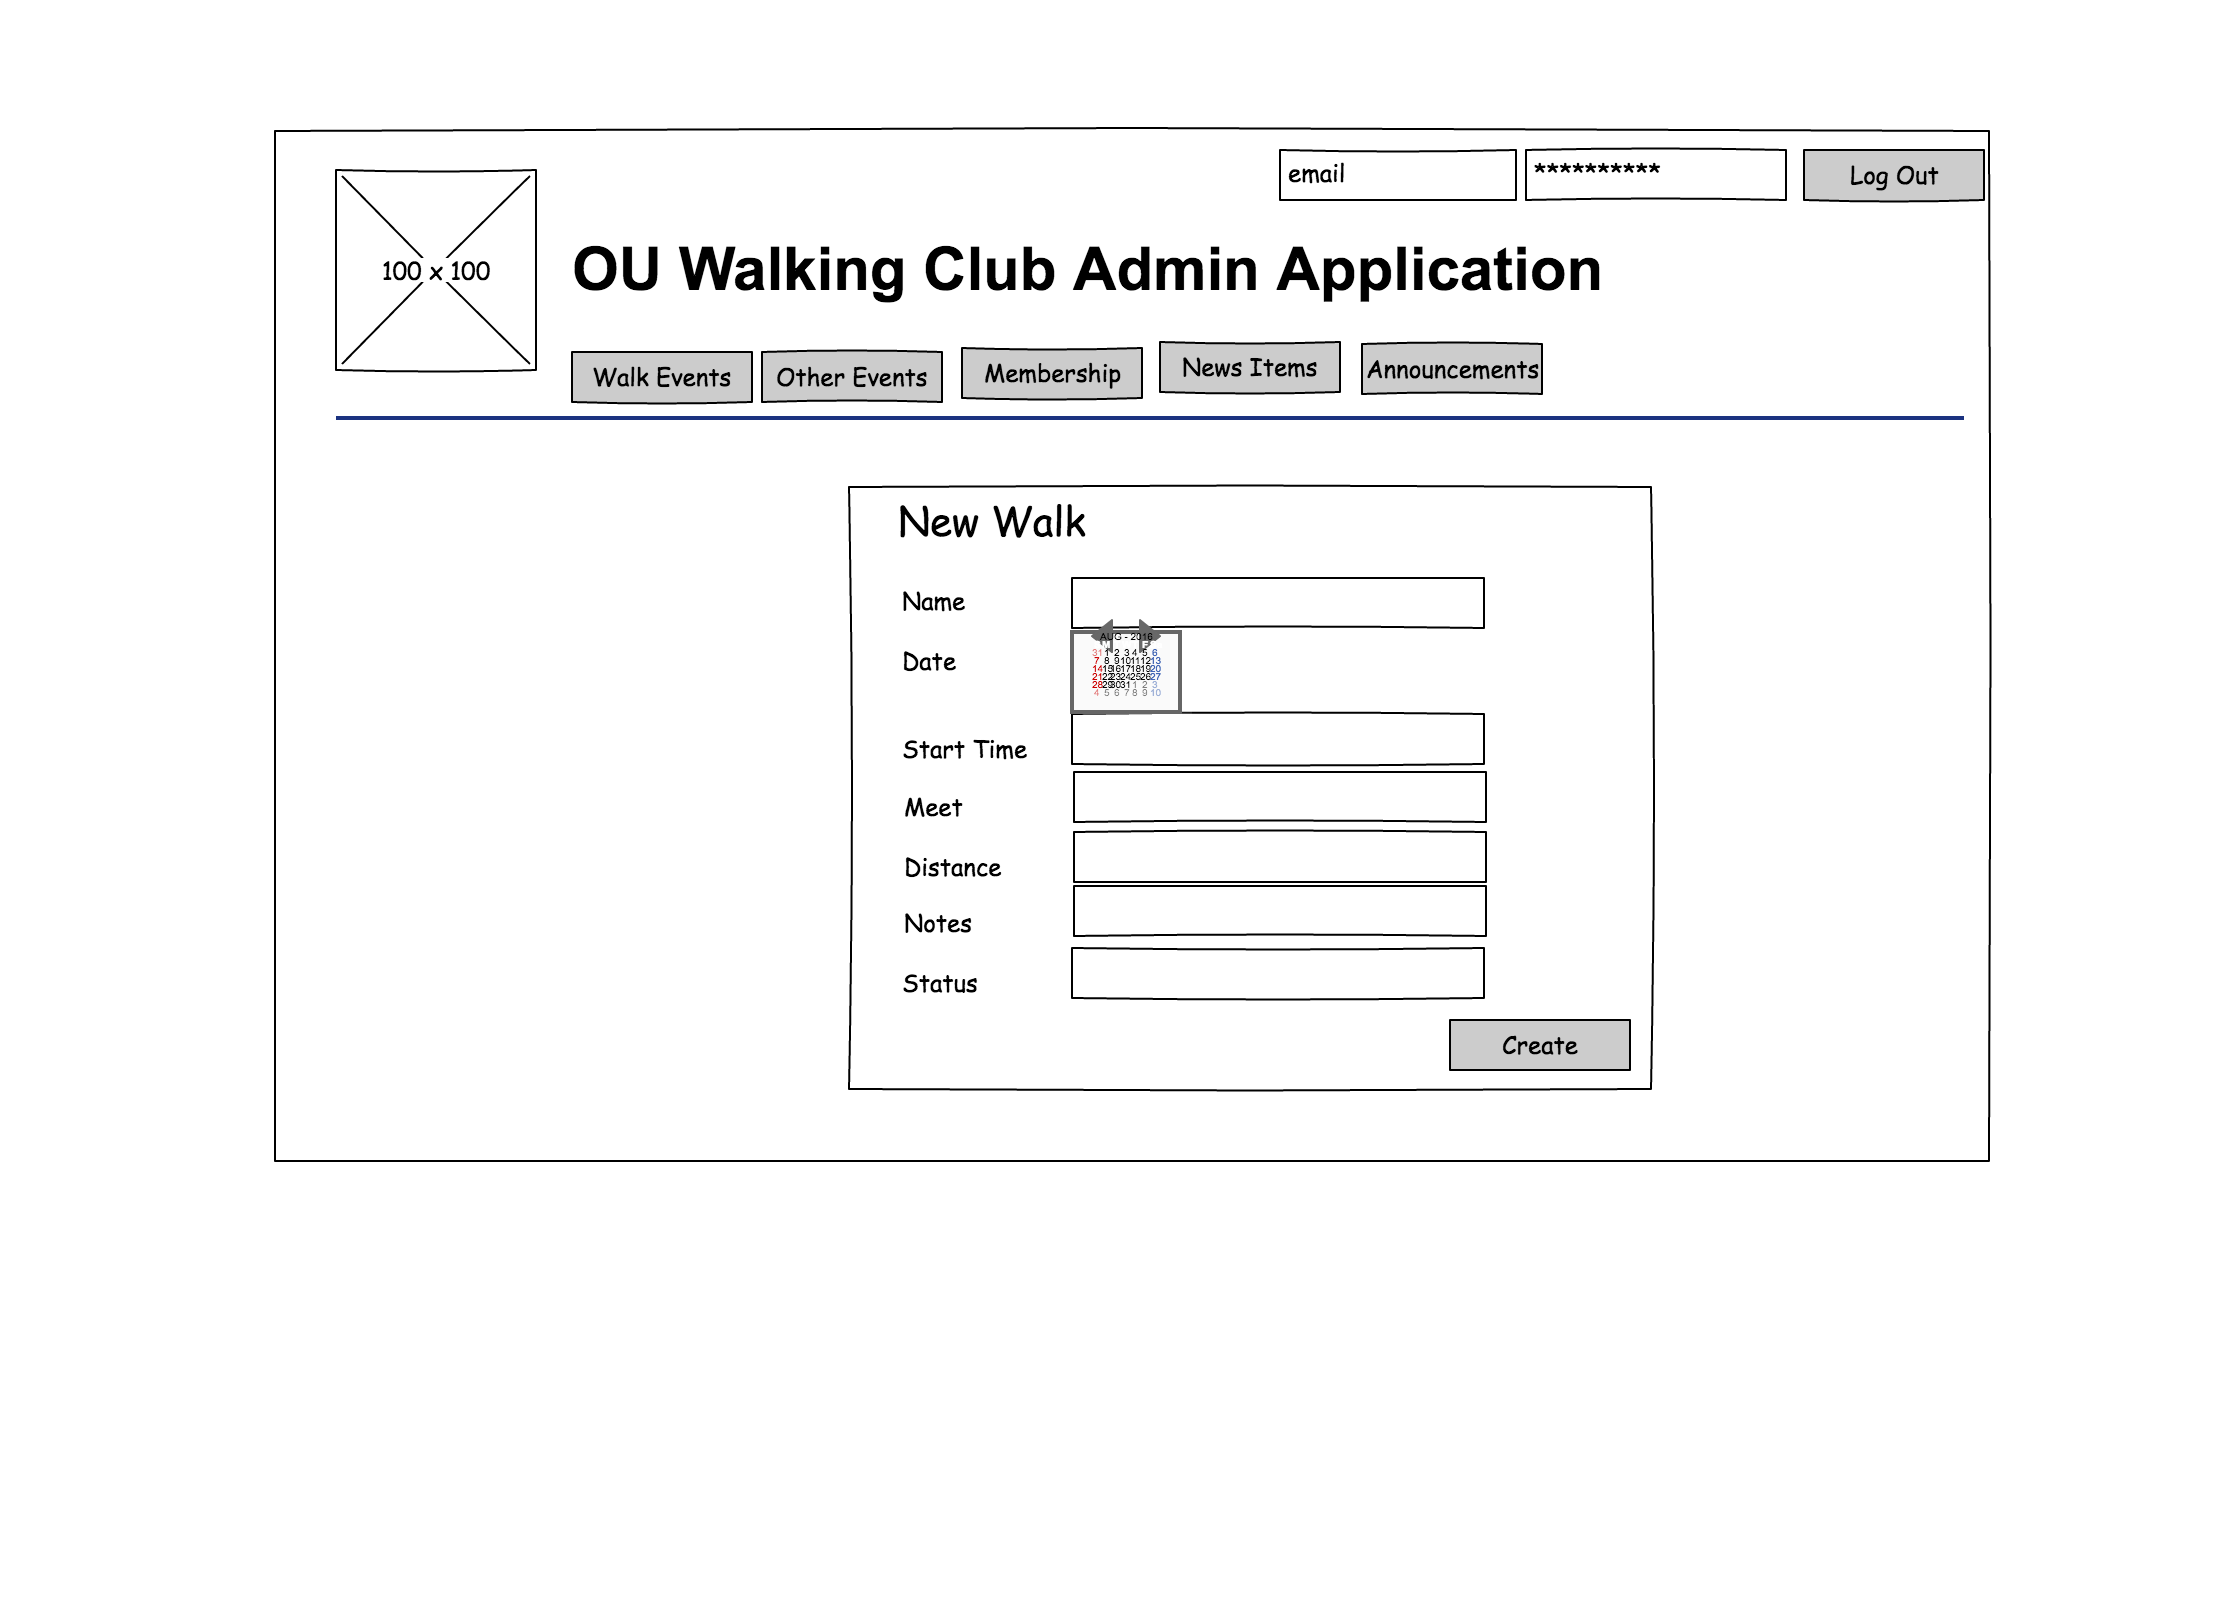 email
**********
Log Out
100 x 100
OU Walking Club Admin Application
Walk Events
Other Events
Membership
News Items
Announcements
New Walk
Name
Date
AUG - 2016
31 1 2 3 4 5 6
7 8 9 10 11 12 13
14 15 16 17 18 19 20
21 22 23 24 25 26 27
28 29 30 31 1 2 3
4 5 6 7 8 9 10
Start Time
Meet
Distance
Notes
Status
Create